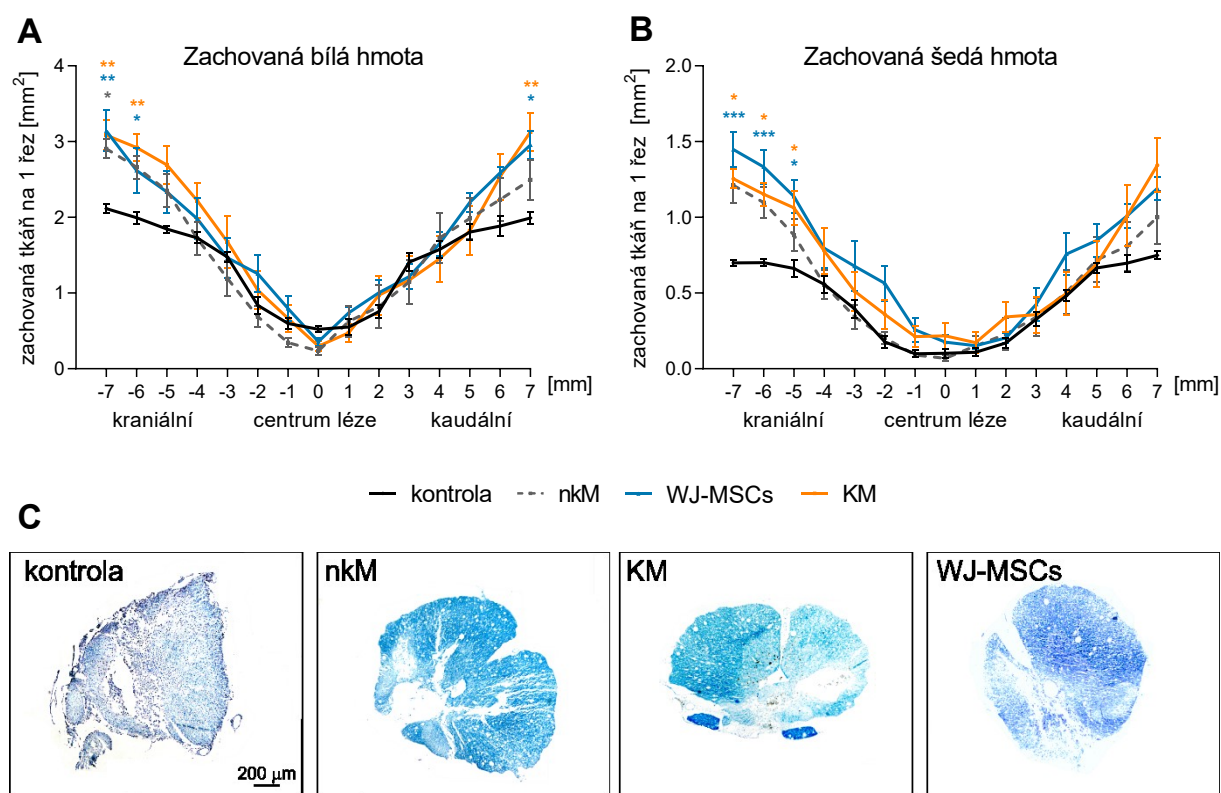 A
Zachovaná bílá hmota
zachovaná tkáň na 1 řez [mm²]
4
3
2
1
0
** ** * ** * ** *
-7 -6 -5 -4 -3 -2 -1 0 1 2 3 4 5 6 7 [mm]
kraniální centrum léze kaudální
B
Zachovaná šedá hmota
zachovaná tkáň na 1 řez [mm²]
2.0
1.5
1.0
0.5
0.0
* *** * *** * *
-7 -6 -5 -4 -3 -2 -1 0 1 2 3 4 5 6 7 [mm]
kraniální centrum léze kaudální
kontrola nkM WJ-MSCs KM
C
kontrola
200 μm
nkM
KM
WJ-MSCs